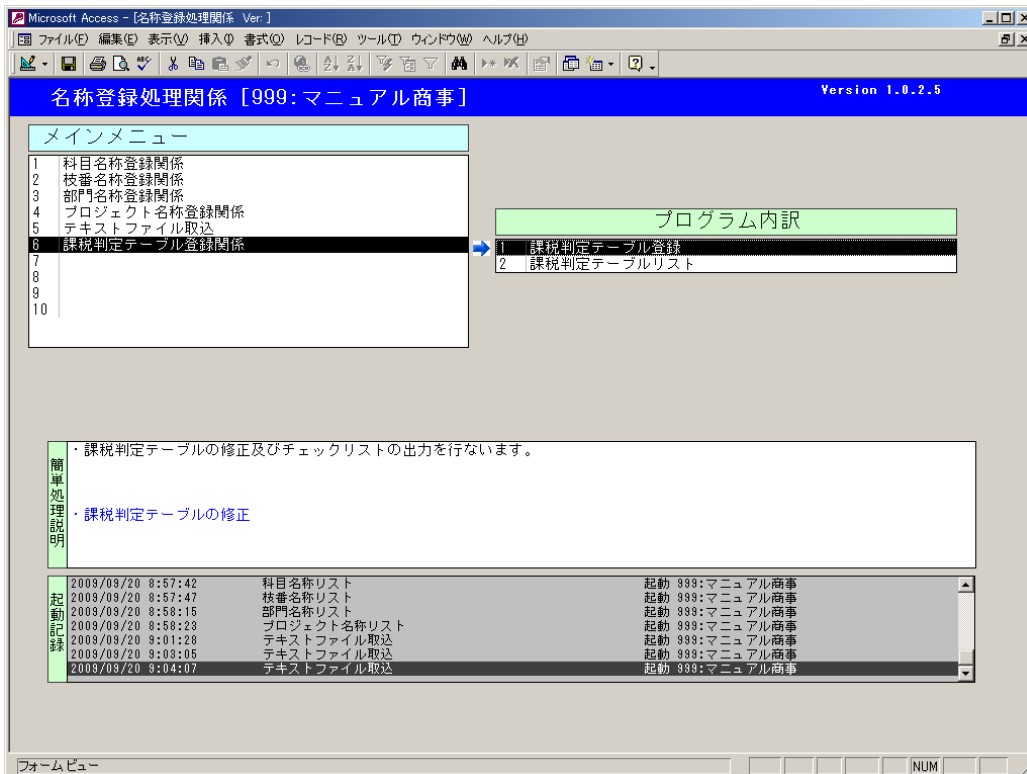 Microsoft Access - [名称登録処理関係 Ver: ]
ファイル(F) 編集(E) 表示(V) 挿入(I) 書式(O) レコード(R) ツール(T) ウィンドウ(W) ヘルプ(H)
名称登録処理関係 [999:マニュアル商事]
Version 1.0.2.5
メインメニュー
1 科目名称登録関係
2 枝番名称登録関係
3 部門名称登録関係
4 プロジェクト名称登録関係
5 テキストファイル取込
6 課税判定テーブル登録関係
7
8
9
10
プログラム内訳
1 課税判定テーブル登録
2 課税判定テーブルリスト
簡単処理説明
・課税判定テーブルの修正及びチェックリストの出力を行ないます。
・課税判定テーブルの修正
起動記録
2009/09/20 8:57:42 科目名称リスト 起動 999:マニュアル商事
2009/09/20 8:57:47 枝番名称リスト 起動 999:マニュアル商事
2009/09/20 8:58:15 部門名称リスト 起動 999:マニュアル商事
2009/09/20 8:58:23 プロジェクト名称リスト 起動 999:マニュアル商事
2009/09/20 9:01:28 テキストファイル取込 起動 999:マニュアル商事
2009/09/20 9:03:05 テキストファイル取込 起動 999:マニュアル商事
2009/09/20 9:04:07 テキストファイル取込 起動 999:マニュアル商事
フォーム ビュー
NUM